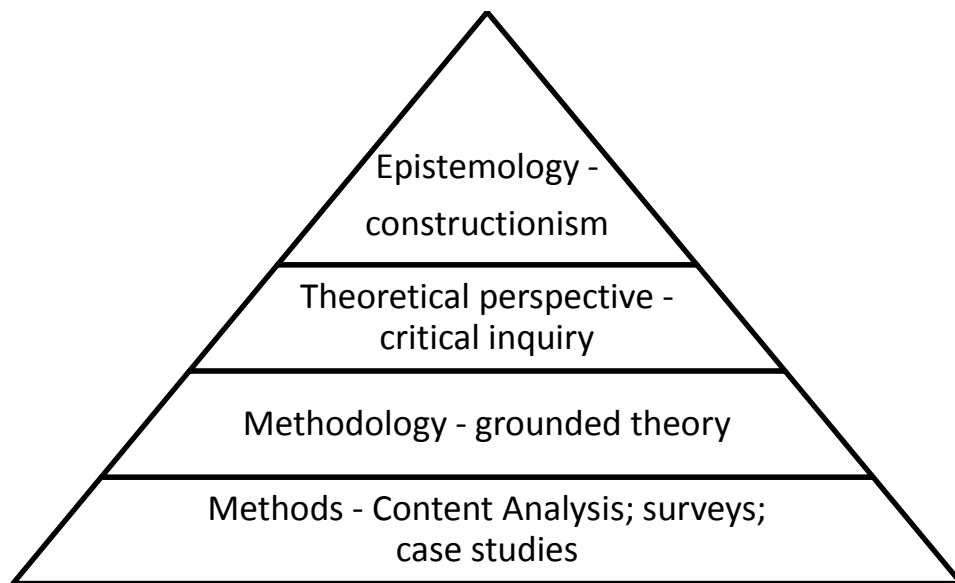 Epistemology -
constructionism
Theoretical perspective -
critical inquiry
Methodology - grounded theory
Methods - Content Analysis; surveys;
case studies